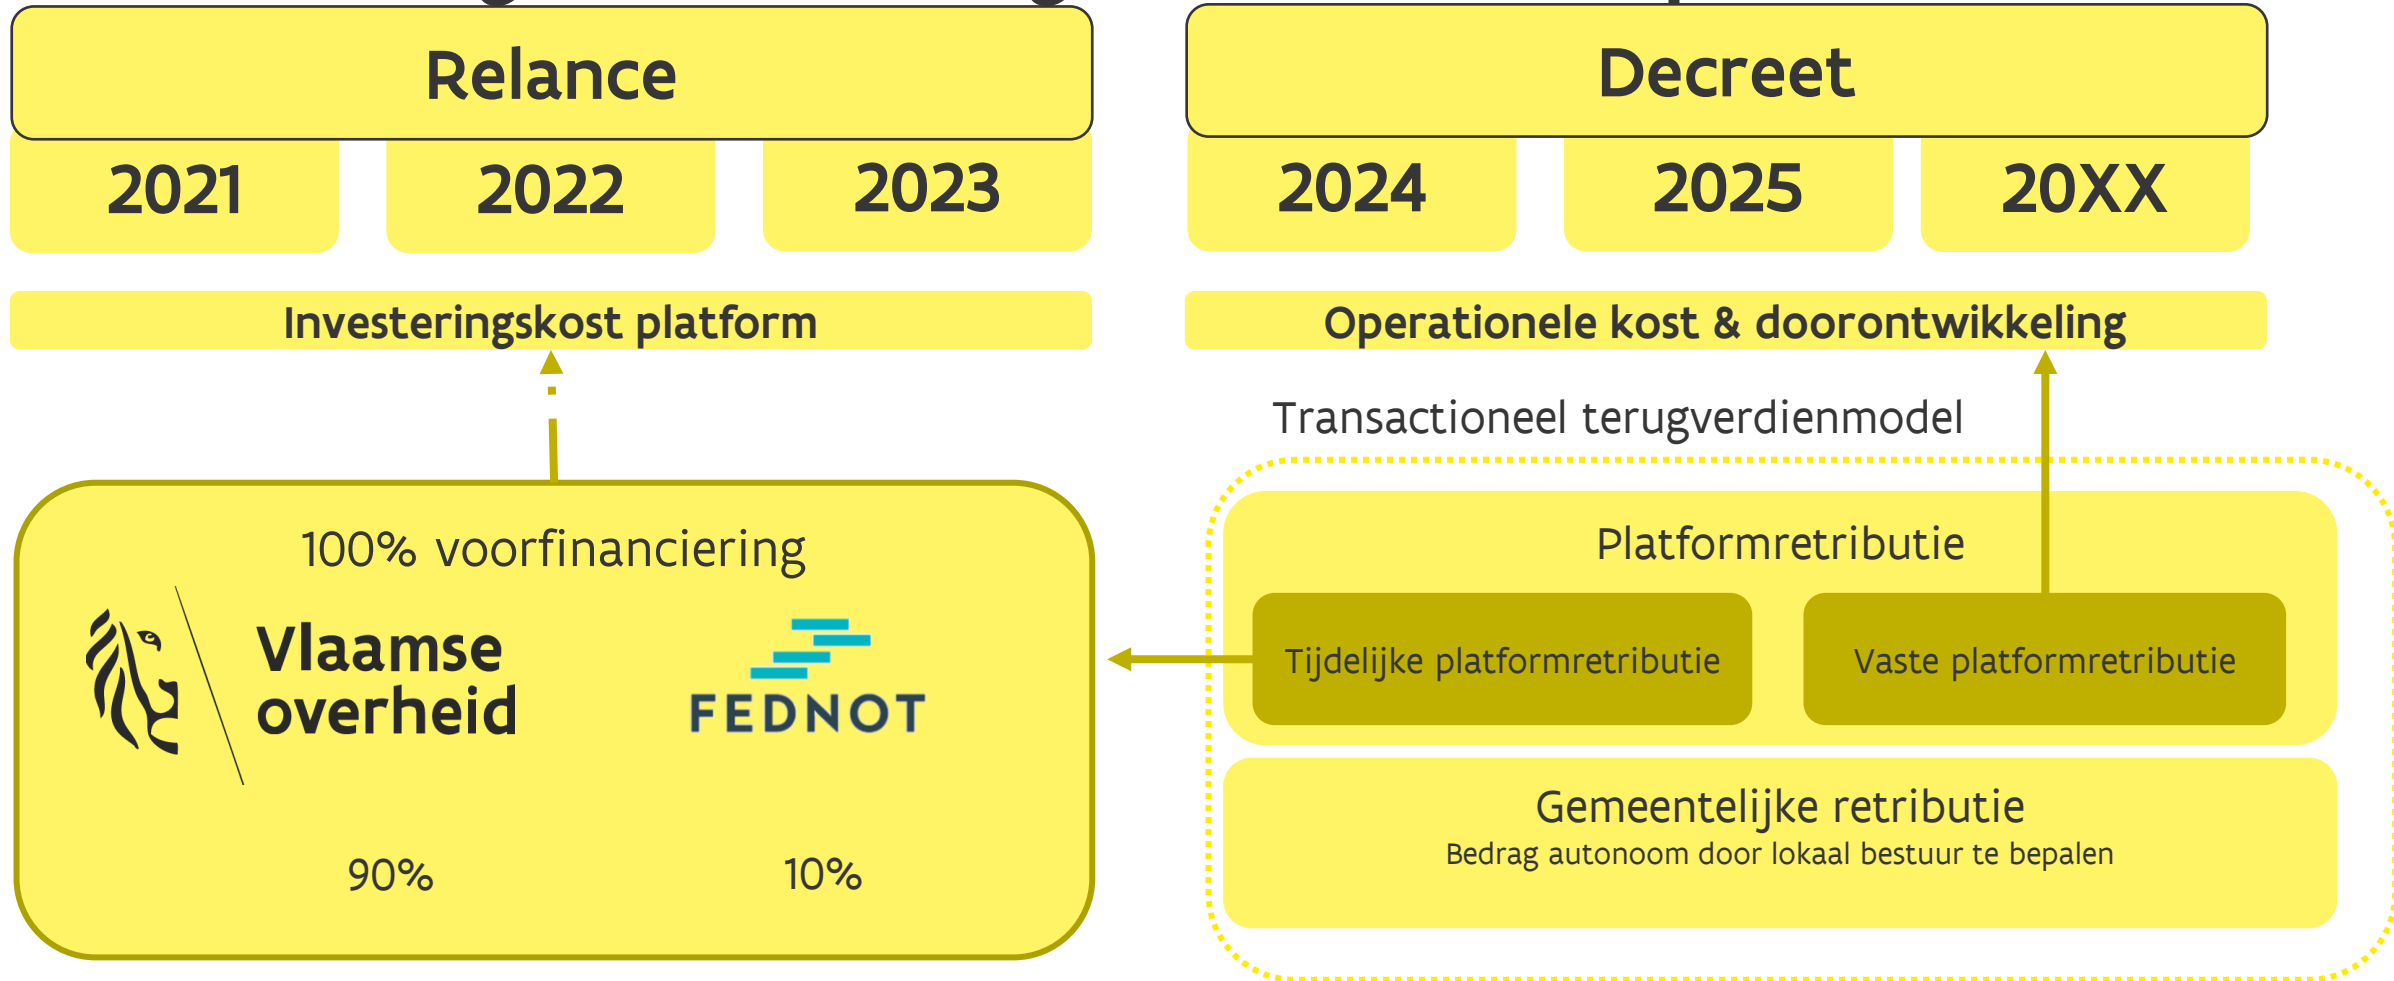 Relance
2021
2022
2023
Investeringskost platform
100% voorfinanciering
Vlaamse
overheid
FEDNOT
90%
10%
Decreet
2024
2025
20XX
Operationele kost & doorontwikkeling
Transactioneel terugverdienmodel
Platformretributie
Tijdelijke platformretributie
Vaste platformretributie
Gemeentelijke retributie
Bedrag autonoom door lokaal bestuur te bepalen